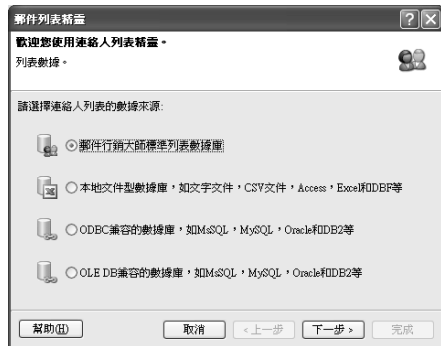 郵件列表精靈
歡迎您使用連絡人列表精靈。
列表數據。
請選擇連絡人列表的數據來源:
郵件行銷大師標準列表數據庫
本地文件型數據庫，如文字文件，CSV文件，Access，Excel和DBF等
ODBC兼容的數據庫，如MsSQL，MySQL，Oracle和DB2等
OLE DB兼容的數據庫，如MsSQL，MySQL，Oracle和DB2等
幫助(H) 取消 <上一步 下一步> 完成